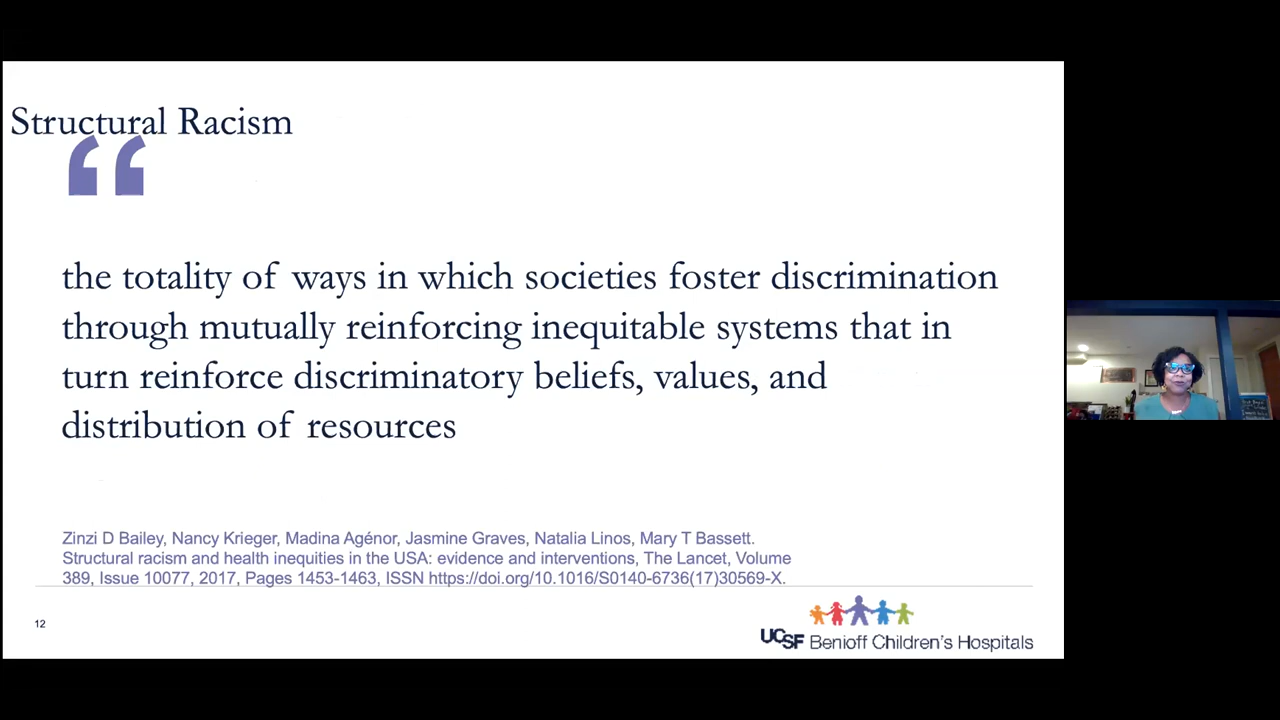 Structural Racism
“
the totality of ways in which societies foster discrimination
through mutually reinforcing inequitable systems that in
turn reinforce discriminatory beliefs, values, and
distribution of resources
Zinzi D Bailey, Nancy Krieger, Madina Agénor, Jasmine Graves, Natalia Linos, Mary T Bassett.
Structural racism and health inequities in the USA: evidence and interventions, The Lancet, Volume
389, Issue 10077, 2017, Pages 1453-1463, ISSN https://doi.org/10.1016/S0140-6736(17)30569-X.
12
UCSF Benioff Children's Hospitals